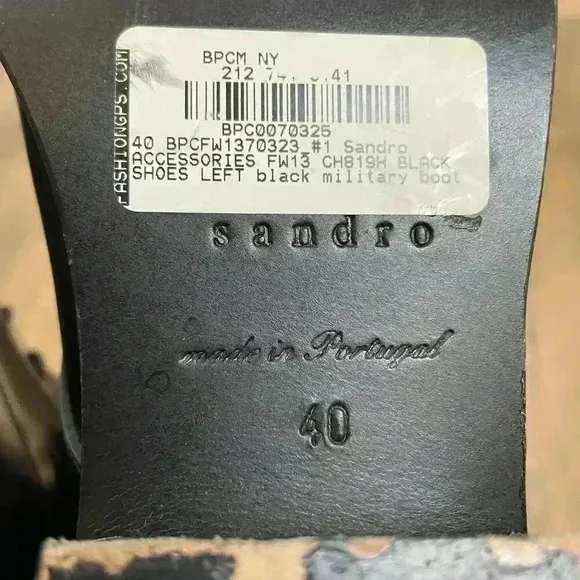 BPCM NY
212
FASHIONGPS.COM
BPC0070325
40 BPCFW1370323_#1 Sandro
ACCESSORIES FW13 CH819H BLACK
SHOES LEFT black military boot
sandro
made in Portugal
40